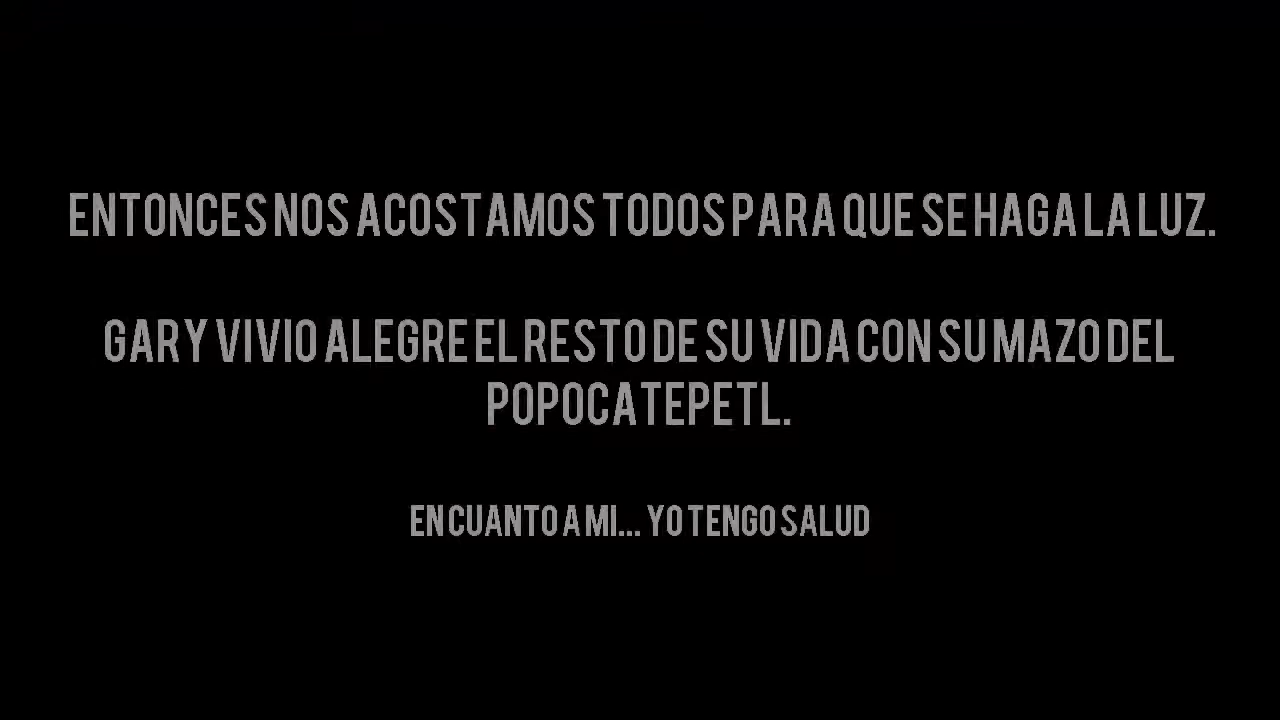 ENTONCES NOS ACOSTAMOS TODOS PARA QUE SE HAGA LA LUZ.
GARY VIVIO ALEGRE EL RESTO DE SU VIDA CON SU MAZO DEL
POPOCATEPETL.
EN CUANTO A MI... YO TENGO SALUD